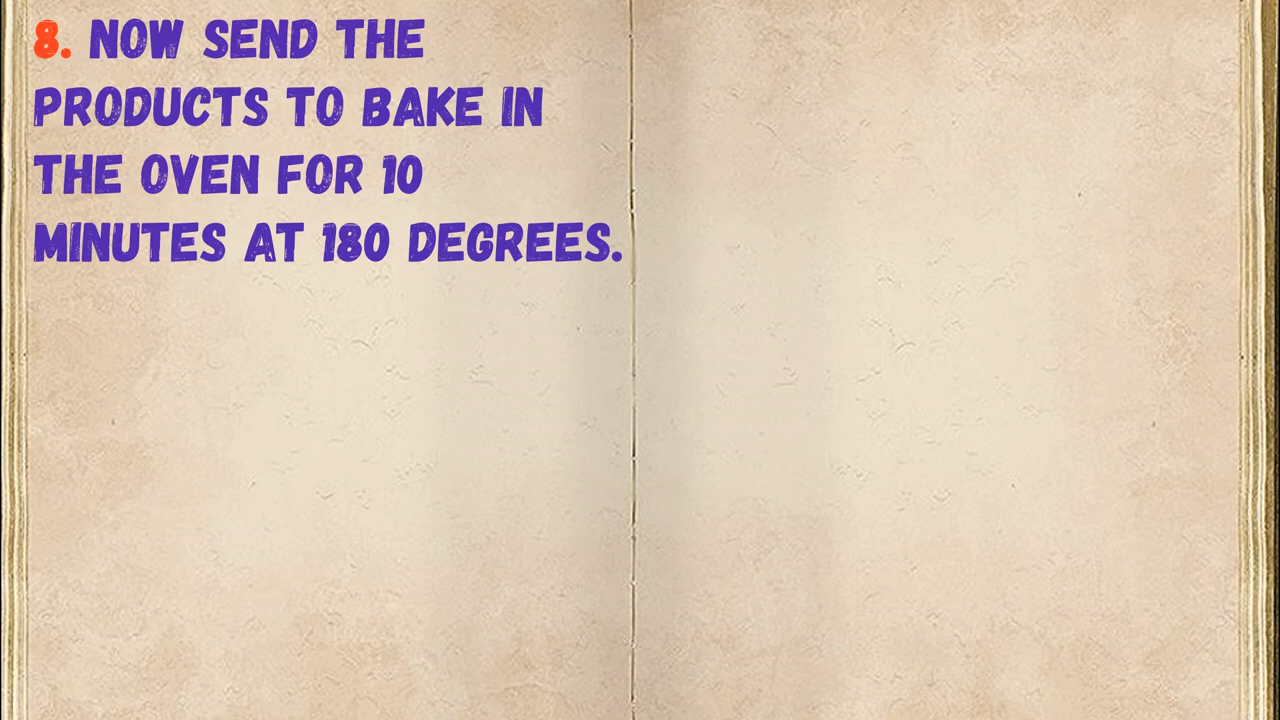 8. NOW SEND THE
PRODUCTS TO BAKE IN
THE OVEN FOR 10
MINUTES AT 180 DEGREES.